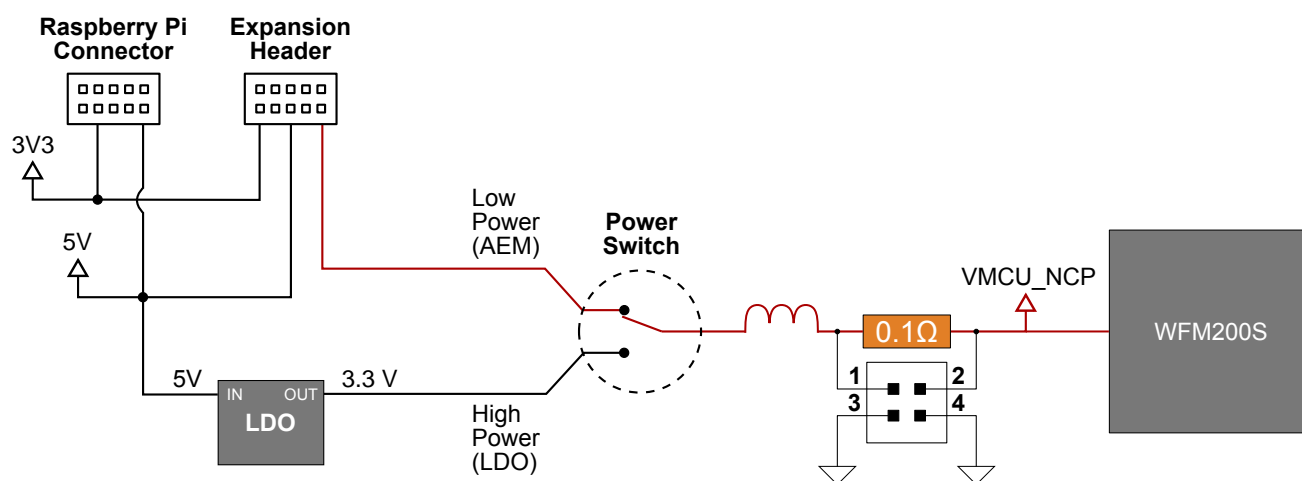 Raspberry Pi
Connector
Expansion
Header
3V3
5V
Low
Power
(AEM)
Power
Switch
VMCU_NCP
0.1Ω
WFM200S
1
2
3
4
5V
IN
OUT
LDO
3.3 V
High
Power
(LDO)